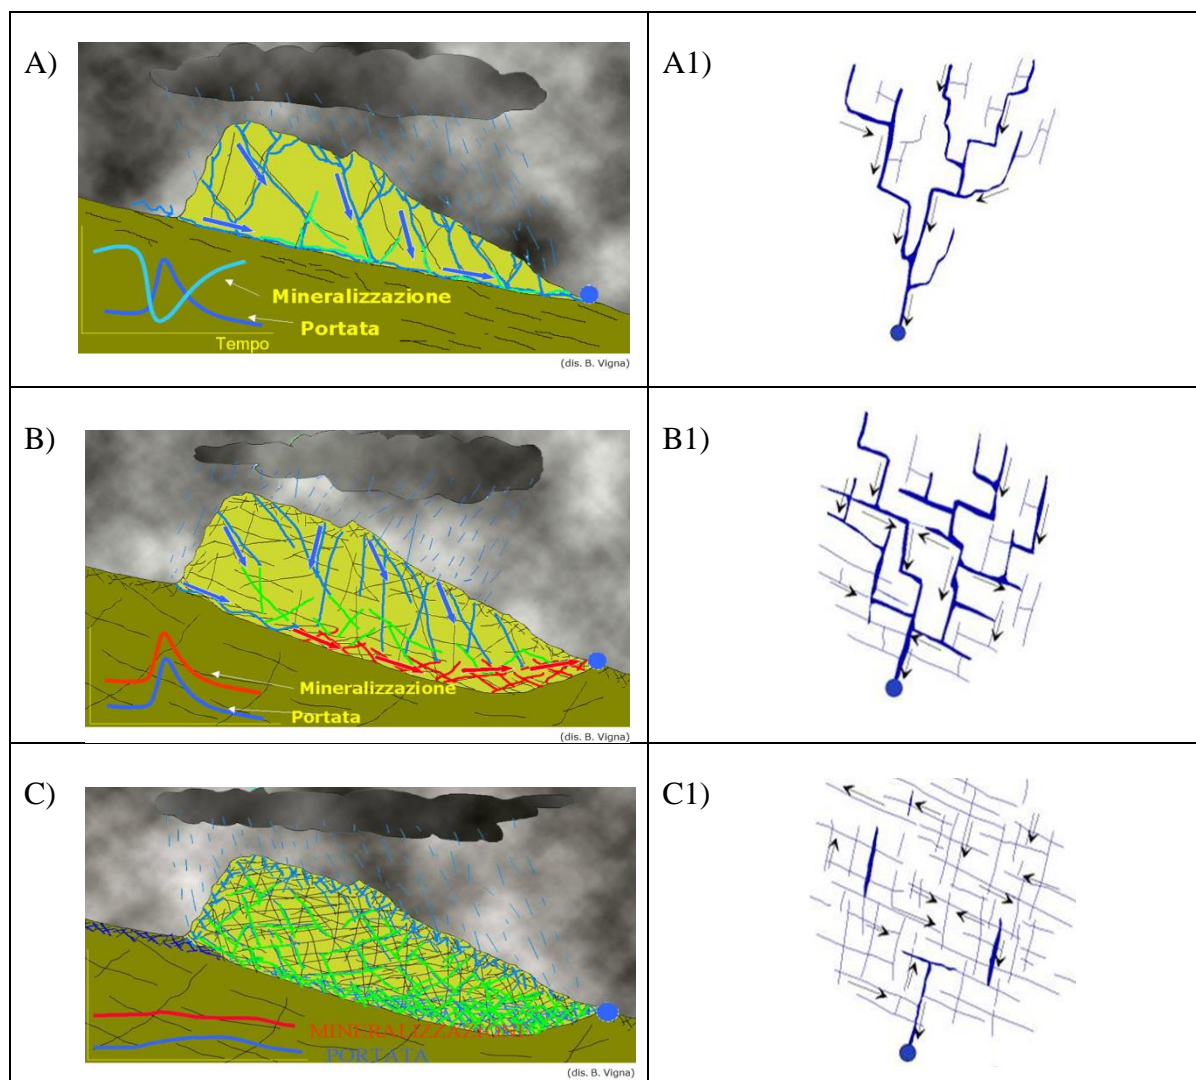 A)
Mineralizzazione
Portata
Tempo
(dis. B. Vigna)
A1)
B)
Mineralizzazione
Portata
(dis. B. Vigna)
B1)
C)
MINERALIZZAZIONE
PORTATA
(dis. B. Vigna)
C1)